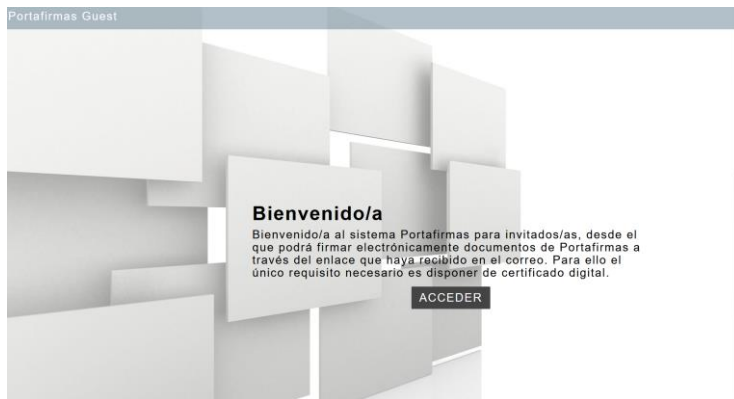 Portafirmas Guest
Bienvenido/a
Bienvenido/a al sistema Portafirmas para invitados/as, desde el
que podrá firmar electrónicamente documentos de Portafirmas a
través del enlace que haya recibido en el correo. Para ello el
único requisito necesario es disponer de certificado digital.
ACCEDER